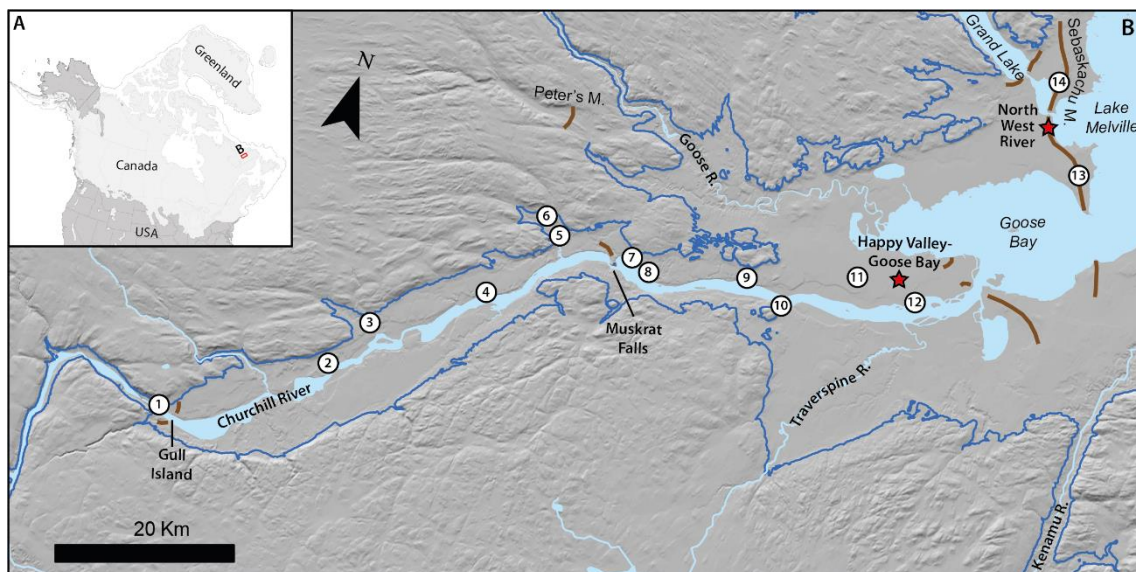 A
Greenland
Canada
B
USA
N
B
Peter's M.
Goose R.
Grand Lake
Sebaskachu M.
14
Lake
Melville
North
West
River
13
Goose
Bay
6
5
7
8
9
11
Happy Valley-
Goose Bay
12
10
4
Muskrat
Falls
3
2
Churchill River
1
Gull
Island
Traverspine R.
Kenamu R.
20 Km